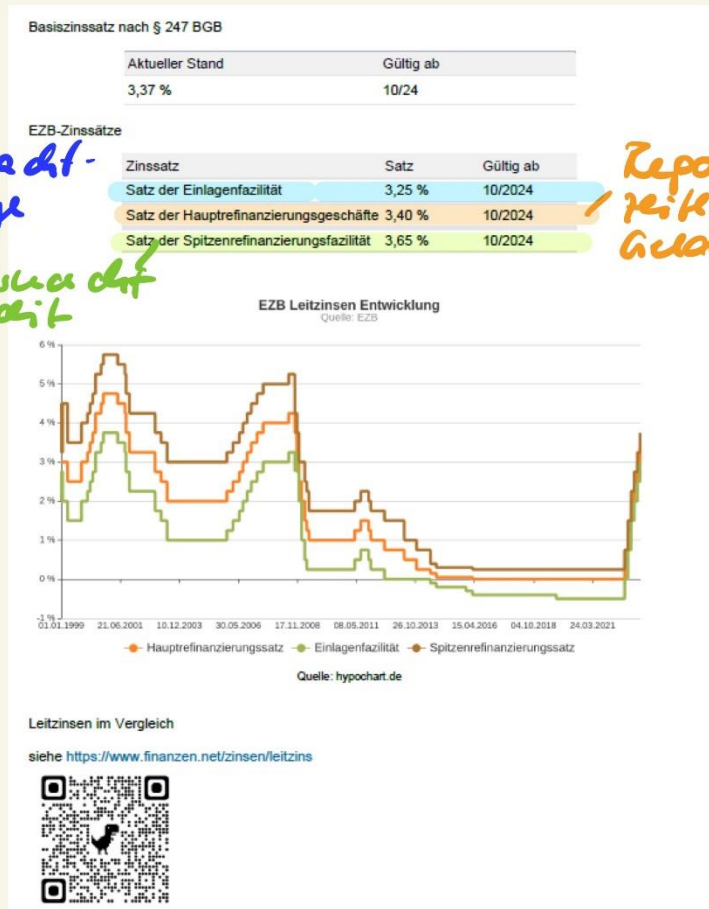 Basiszinssatz nach § 247 BGB
Aktueller Stand Gültig ab
3,37 % 10/24
EZB-Zinssätze
Zinssatz Satz Gültig ab
Satz der Einlagenfazilität 3,25 % 10/2024
Satz der Hauptrefinanzierungsgeschäfte 3,40 % 10/2024
Satz der Spitzenrefinanzierungsfazilität 3,65 % 10/2024
EZB Leitzinsen Entwicklung
Quelle: EZB
6 %
5 %
4 %
3 %
2 %
1 %
0 %
-1 %
01.01.1999 21.06.2001 10.12.2003 30.05.2006 17.11.2008 08.05.2011 26.10.2013 15.04.2016 04.10.2018 24.03.2021
Hauptrefinanzierungssatz Einlagenfazilität Spitzenrefinanzierungssatz
Quelle: hypochart.de
Leitzinsen im Vergleich
siehe https://www.finanzen.net/zinsen/leitzins